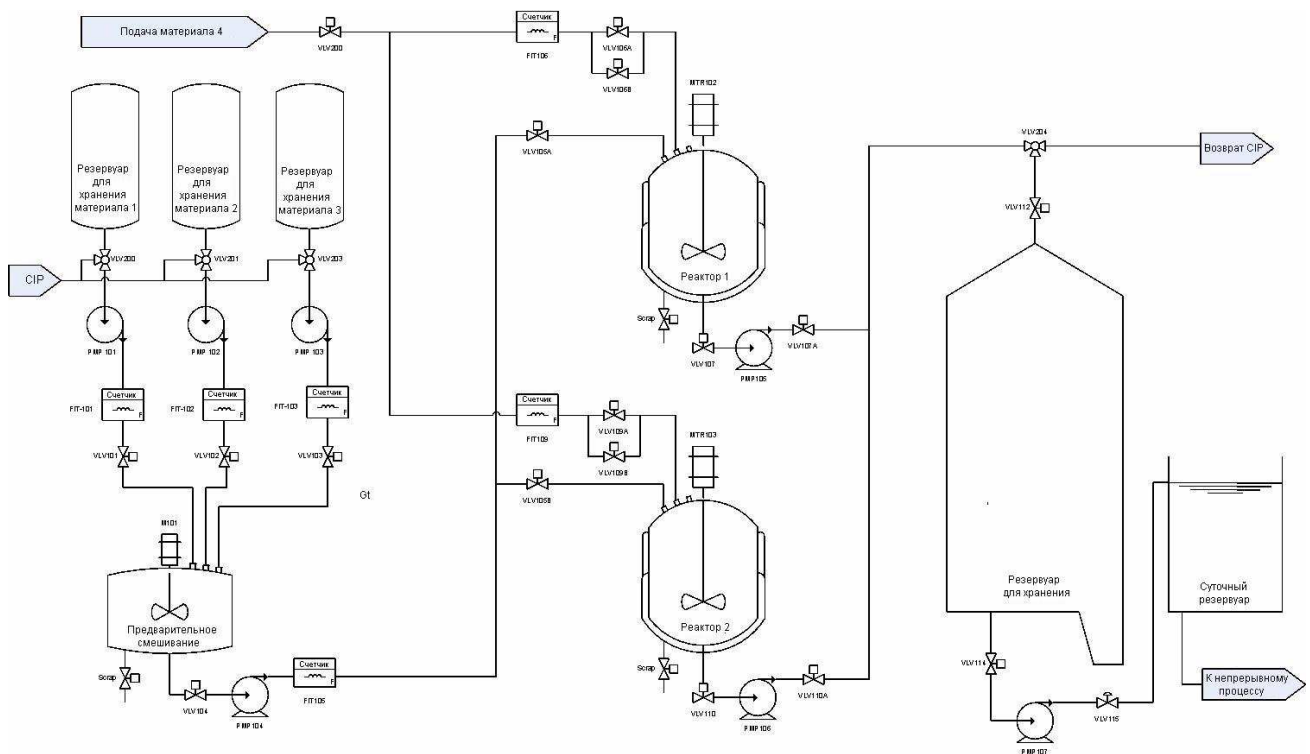 Подача материала 4
VLV200
Счетчик
F
FIT106
VLV106A
VLV106B
MTR102
VLV105A
VLV204
Возврат CIP
VLV112
Резервуар
для
хранения
материала 1
Резервуар
для
хранения
материала 2
Резервуар
для
хранения
материала 3
VLV200
VLV201
VLV203
CIP
Реактор 1
Scrap
VLV107
PMP105
VLV107A
PMP 101
PMP 102
PMP 103
Счетчик
F
FIT-101
Счетчик
F
FIT-102
Счетчик
F
FIT-103
Счетчик
F
FIT109
VLV109A
VLV109B
MTR103
VLV101
VLV102
VLV103
VLV105B
Gt
M101
Предварительное
смешивание
Реактор 2
Резервуар
для хранения
Суточный
резервуар
Scrap
VLV104
PMP104
Счетчик
F
FIT105
Scrap
VLV110
PMP106
VLV110A
VLV114
PMP107
VLV115
К непрерывному
процессу